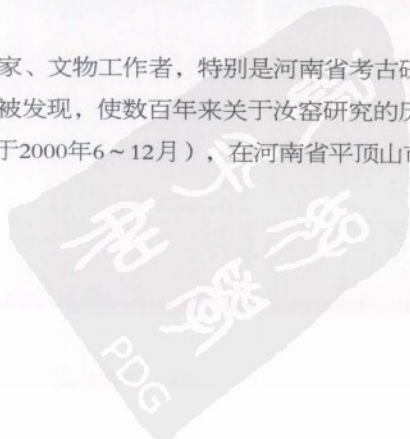 家、文物工作者，特别是河南省考古研
被发现，使数百年来关于汝窑研究的历
于2000年6～12月），在河南省平顶山市
PDG